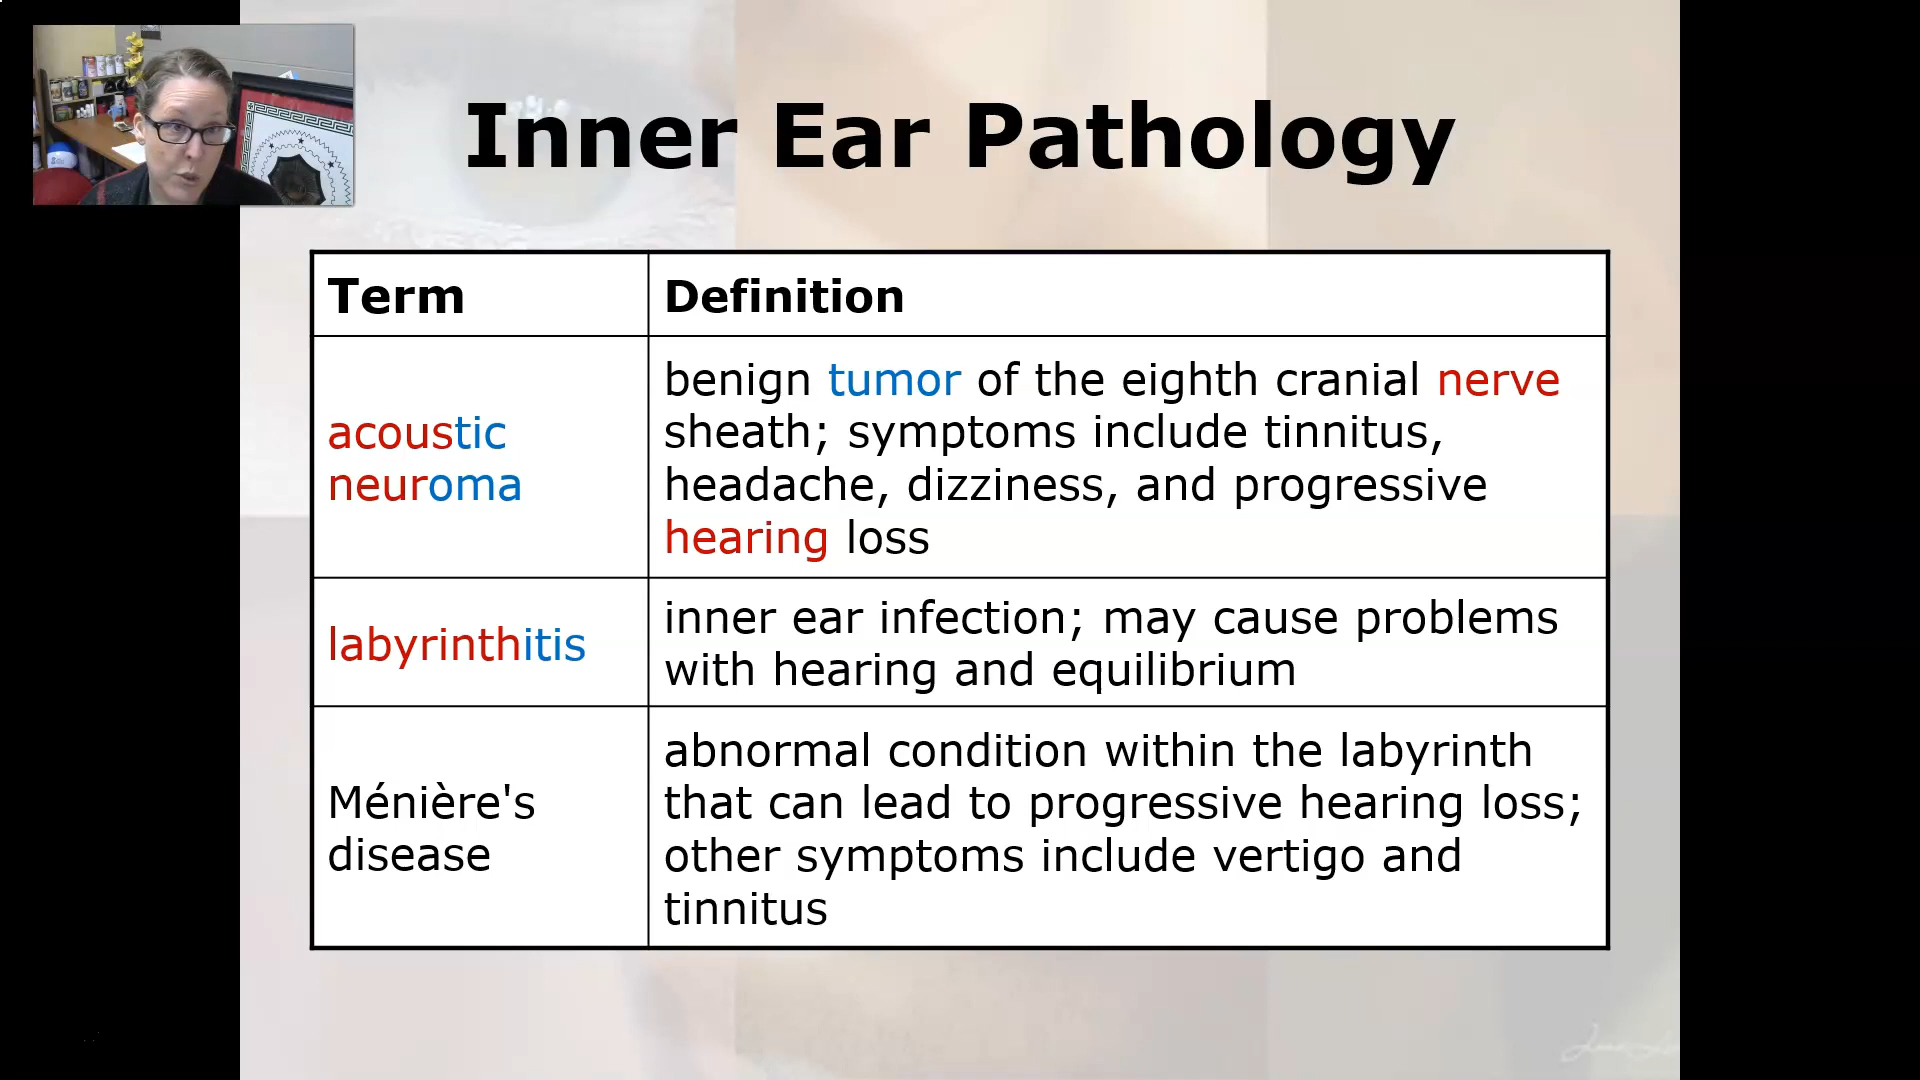 Inner Ear Pathology
Term
Definition
acoustic
neuroma
benign tumor of the eighth cranial nerve
sheath; symptoms include tinnitus,
headache, dizziness, and progressive
hearing loss
labyrinthitis
inner ear infection; may cause problems
with hearing and equilibrium
Ménière's
disease
abnormal condition within the labyrinth
that can lead to progressive hearing loss;
other symptoms include vertigo and
tinnitus